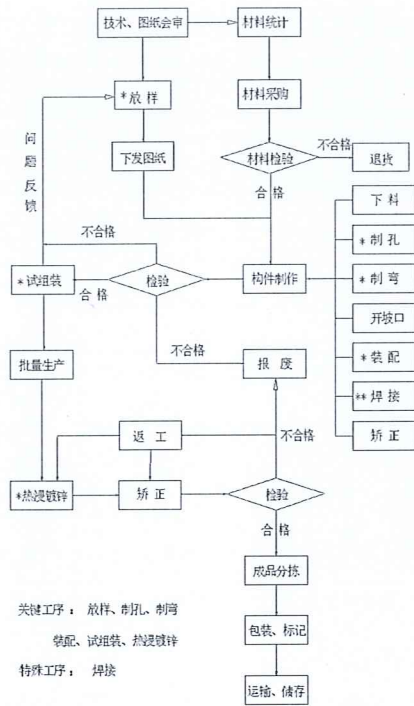 技术、图纸会审
材料统计
*放 样
材料采购
问题反馈
下发图纸
材料检验
不合格
退货
合 格
下 料
*制 孔
*制 弯
开坡口
*装 配
**焊 接
矫 正
不合格
*试组装
合 格
检验
构件制作
批量生产
不合格
报 废
返 工
不合格
*热浸镀锌
矫 正
检验
合 格
成品分拣
包装、标记
运输、储存
关键工序： 放样、制孔、制弯
装配、试组装、热浸镀锌
特殊工序： 焊接